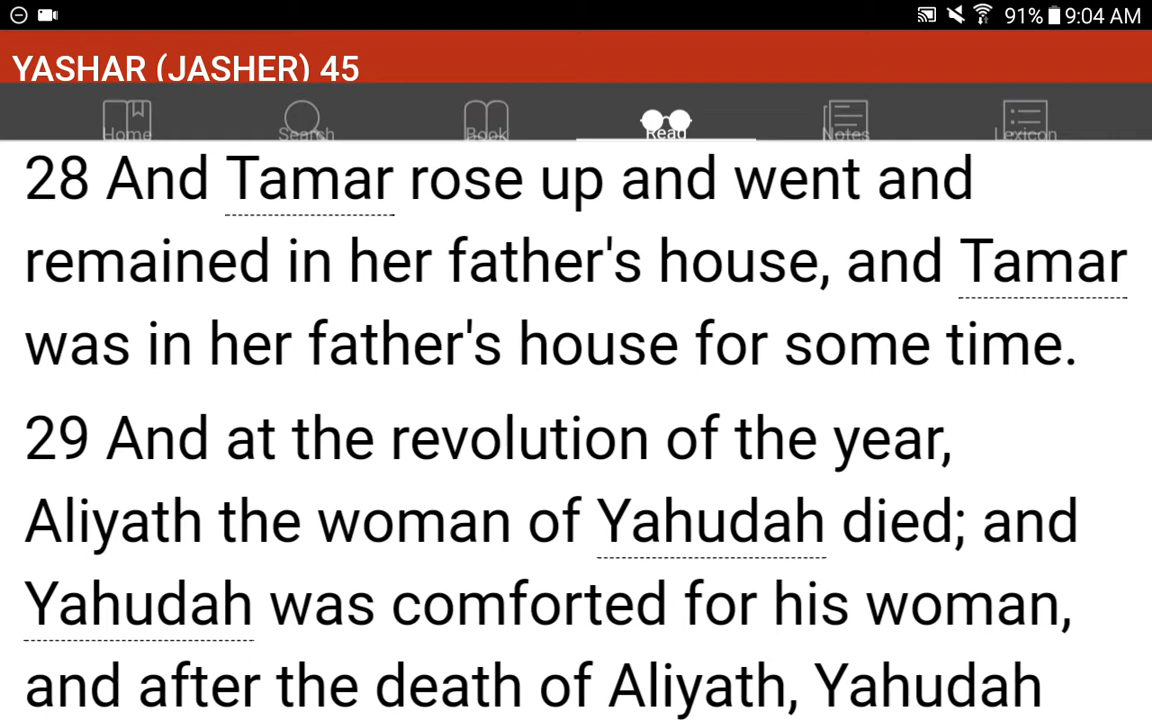 91% 9:04 AM
YASHAR (JASHER) 45
Home Search Book Read Notes Lexicon
28 And Tamar rose up and went and
remained in her father's house, and Tamar
was in her father's house for some time.
29 And at the revolution of the year,
Aliyath the woman of Yahudah died; and
Yahudah was comforted for his woman,
and after the death of Aliyath, Yahudah